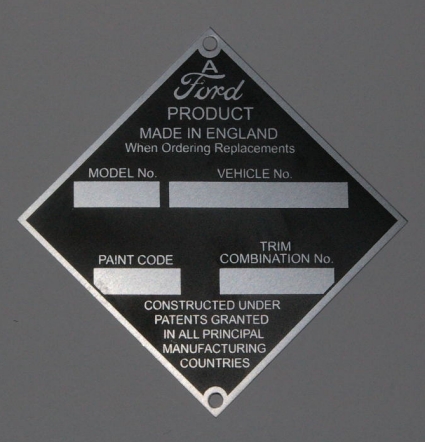 A
Ford
PRODUCT
MADE IN ENGLAND
When Ordering Replacements
MODEL No. VEHICLE No.
PAINT CODE TRIM COMBINATION No.
CONSTRUCTED UNDER
PATENTS GRANTED
IN ALL PRINCIPAL
MANUFACTURING
COUNTRIES